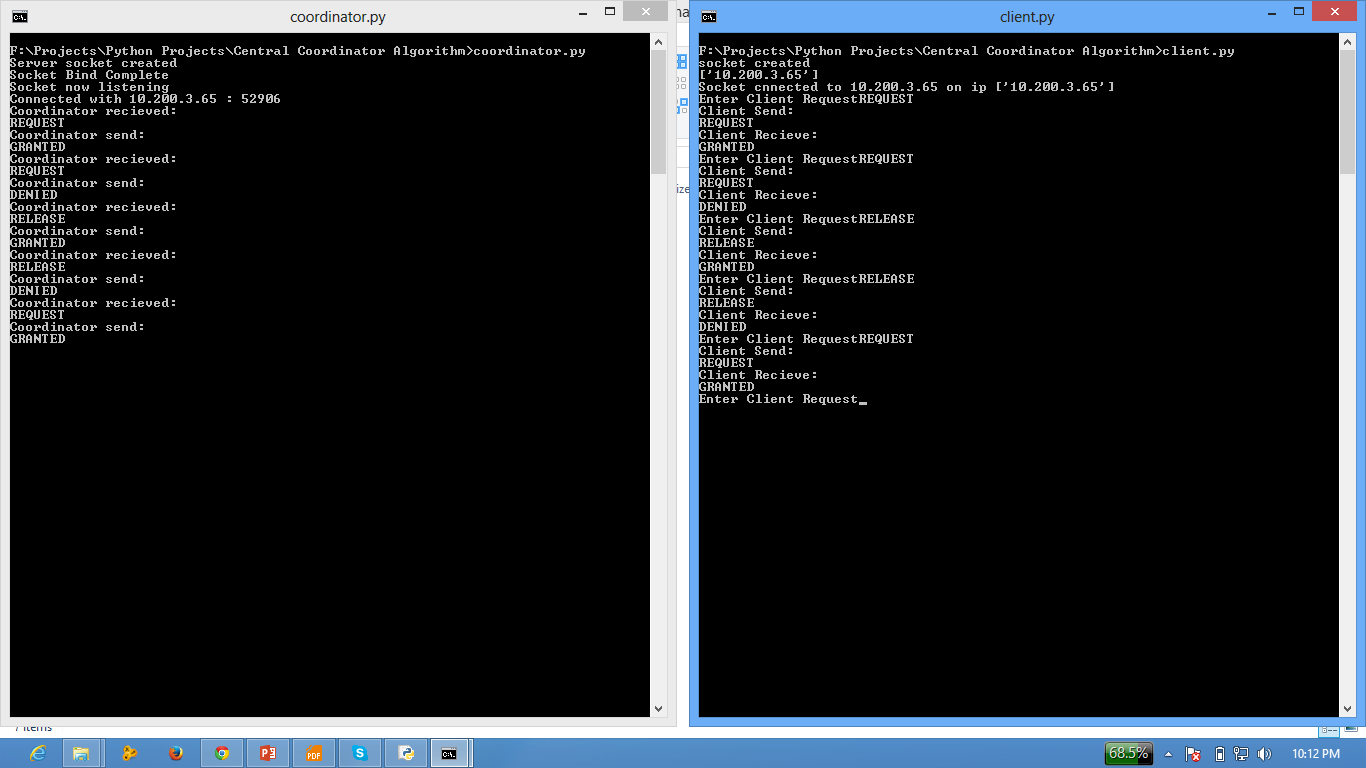 coordinator.py
F:\Projects\Python Projects\Central Coordinator Algorithm>coordinator.py
Server socket created
Socket Bind Complete
Socket now listening
Connected with 10.200.3.65 : 52906
Coordinator recieved:
REQUEST
Coordinator send:
GRANTED
Coordinator recieved:
REQUEST
Coordinator send:
DENIED
Coordinator recieved:
RELEASE
Coordinator send:
GRANTED
Coordinator recieved:
RELEASE
Coordinator send:
DENIED
Coordinator recieved:
REQUEST
Coordinator send:
GRANTED
client.py
F:\Projects\Python Projects\Central Coordinator Algorithm>client.py
socket created
['10.200.3.65']
Socket cnnected to 10.200.3.65 on ip ['10.200.3.65']
Enter Client RequestREQUEST
Client Send:
REQUEST
Client Recieve:
GRANTED
Enter Client RequestREQUEST
Client Send:
REQUEST
Client Recieve:
DENIED
Enter Client RequestRELEASE
Client Send:
RELEASE
Client Recieve:
GRANTED
Enter Client RequestRELEASE
Client Send:
RELEASE
Client Recieve:
DENIED
Enter Client RequestREQUEST
Client Send:
REQUEST
Client Recieve:
GRANTED
Enter Client Request_
items
PDF
68.5%
10:12 PM